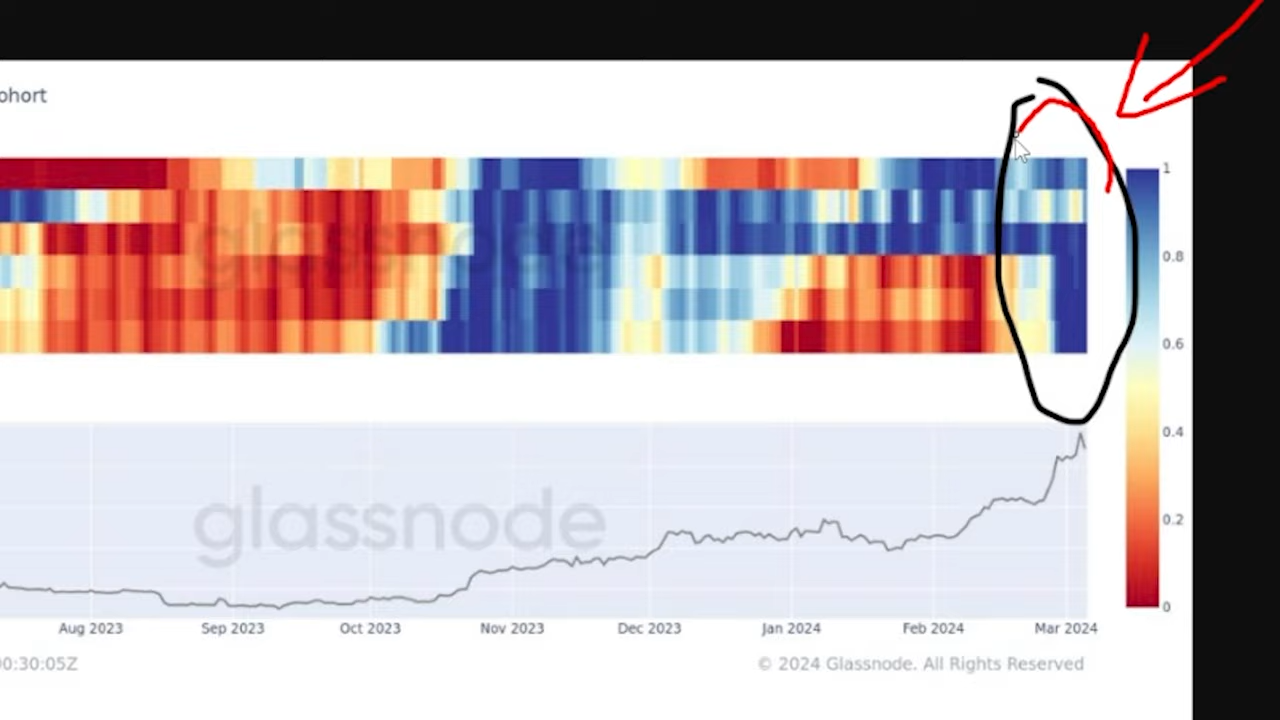 ohort
glassnode
1
0.8
0.6
0.4
0.2
0
glassnode
Aug 2023 Sep 2023 Oct 2023 Nov 2023 Dec 2023 Jan 2024 Feb 2024 Mar 2024
0:30:05Z © 2024 Glassnode. All Rights Reserved